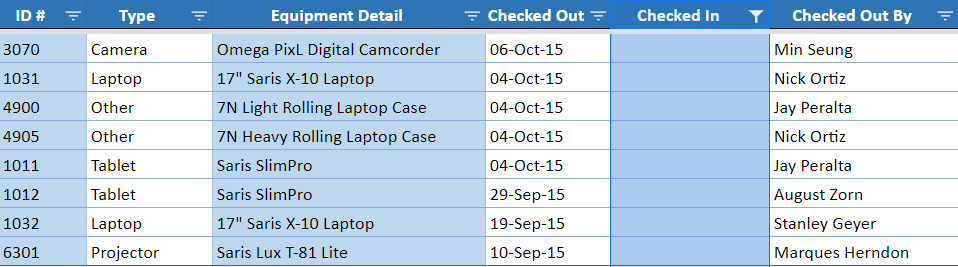 ID # Type Equipment Detail Checked Out Checked In Checked Out By
3070 Camera Omega PixL Digital Camcorder 06-Oct-15 Min Seung
1031 Laptop 17" Saris X-10 Laptop 04-Oct-15 Nick Ortiz
4900 Other 7N Light Rolling Laptop Case 04-Oct-15 Jay Peralta
4905 Other 7N Heavy Rolling Laptop Case 04-Oct-15 Nick Ortiz
1011 Tablet Saris SlimPro 04-Oct-15 Jay Peralta
1012 Tablet Saris SlimPro 29-Sep-15 August Zorn
1032 Laptop 17" Saris X-10 Laptop 19-Sep-15 Stanley Geyer
6301 Projector Saris Lux T-81 Lite 10-Sep-15 Marques Herndon